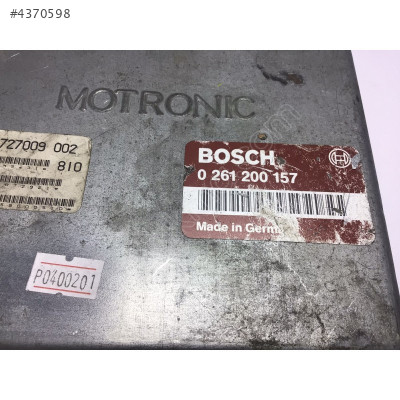 #4370598
MOTRONIC
727009 002
810
BOSCH
0 261 200 157
Made in Germ
P0400201